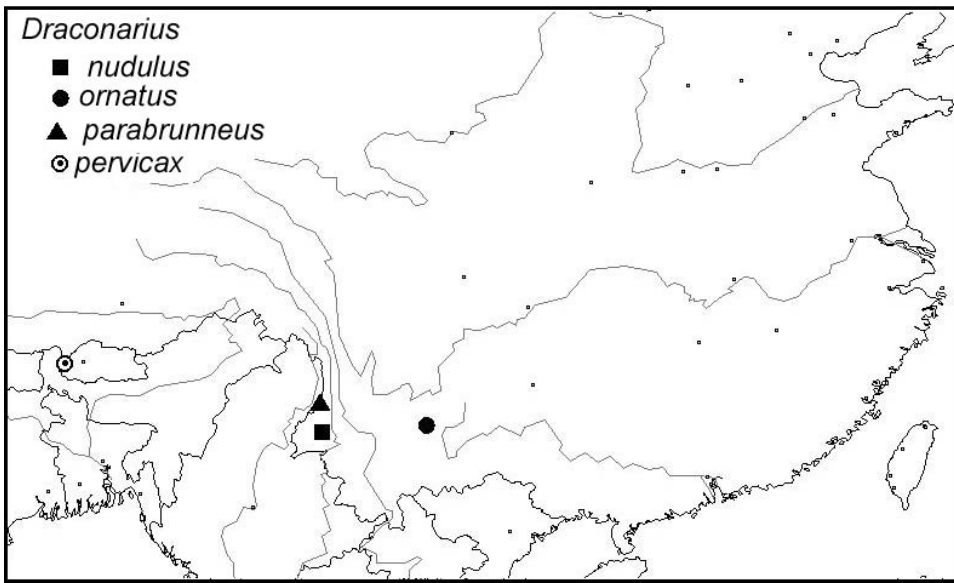 Draconarius
nudulus
ornatus
parabrunneus
pervicax